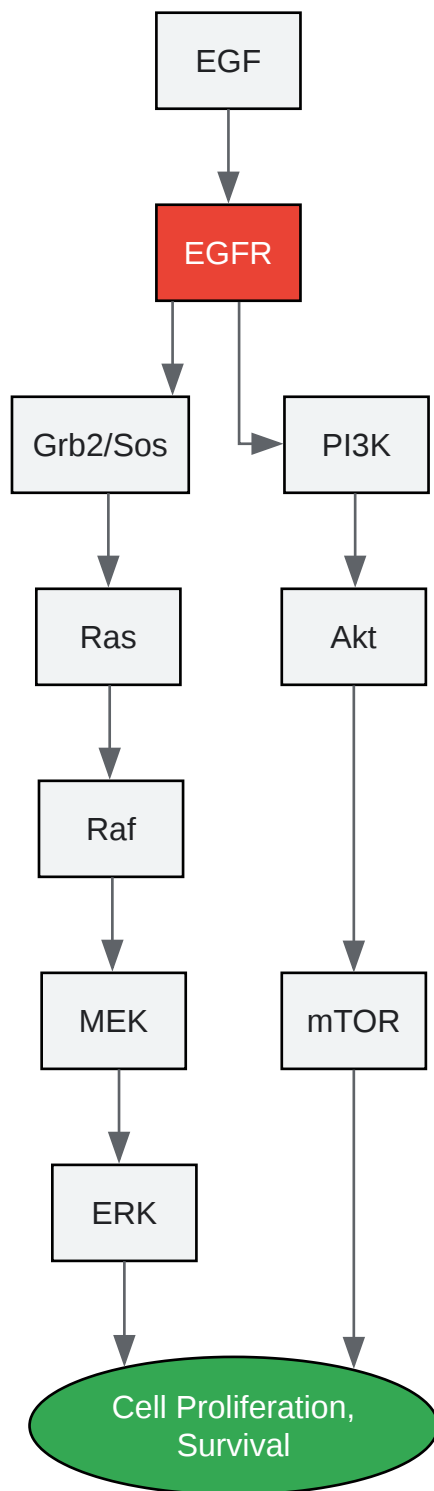 EGF
EGFR
Grb2/Sos
PI3K
Ras
Akt
Raf
MEK
mTOR
ERK
Cell Proliferation,
Survival